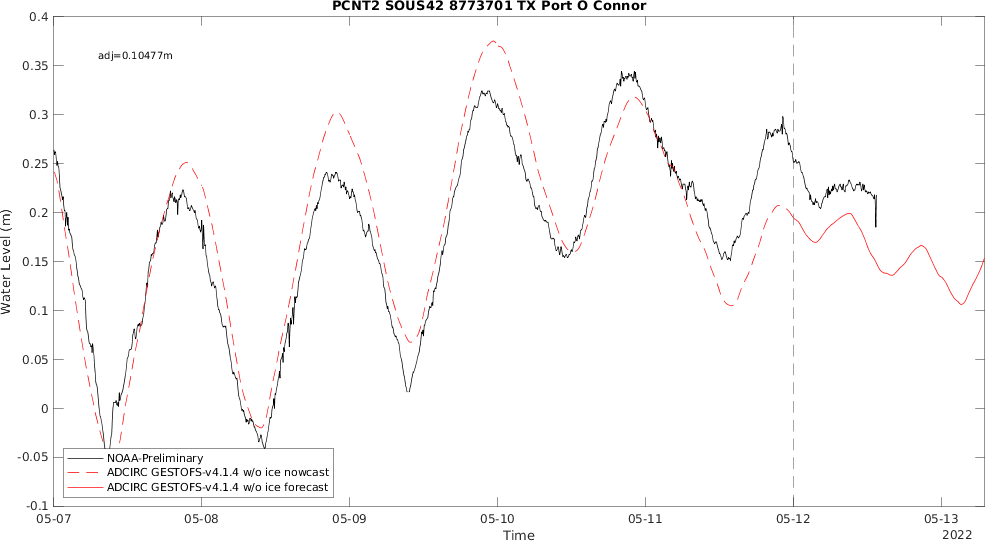 PCNT2 SOUS42 8773701 TX Port O Connor
adj=0.10477m
0.4
0.35
0.3
0.25
0.2
0.15
0.1
0.05
0
-0.05
-0.1
Water Level (m)
NOAA-Preliminary
ADCIRC GESTOFS-v4.1.4 w/o ice nowcast
ADCIRC GESTOFS-v4.1.4 w/o ice forecast
05-07 05-08 05-09 05-10 05-11 05-12 05-13
Time
2022